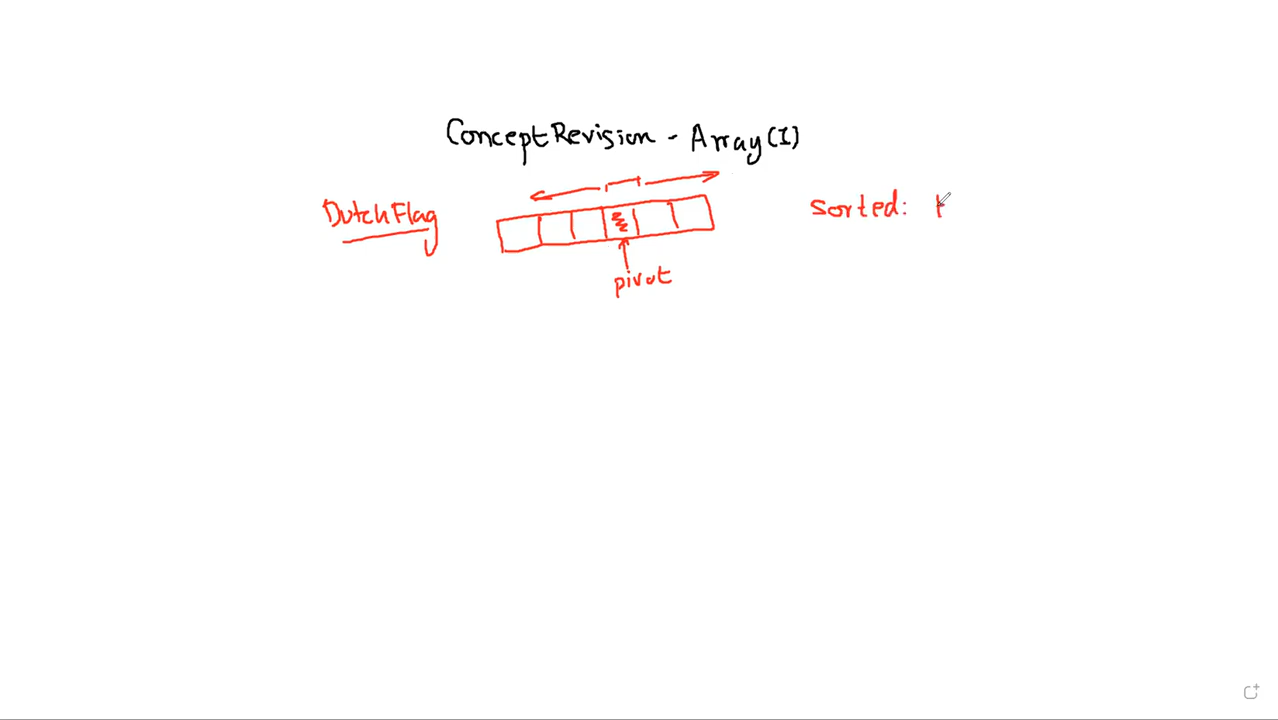 Concept Revision - Array (I)
Dutch Flag
sorted:
pivot